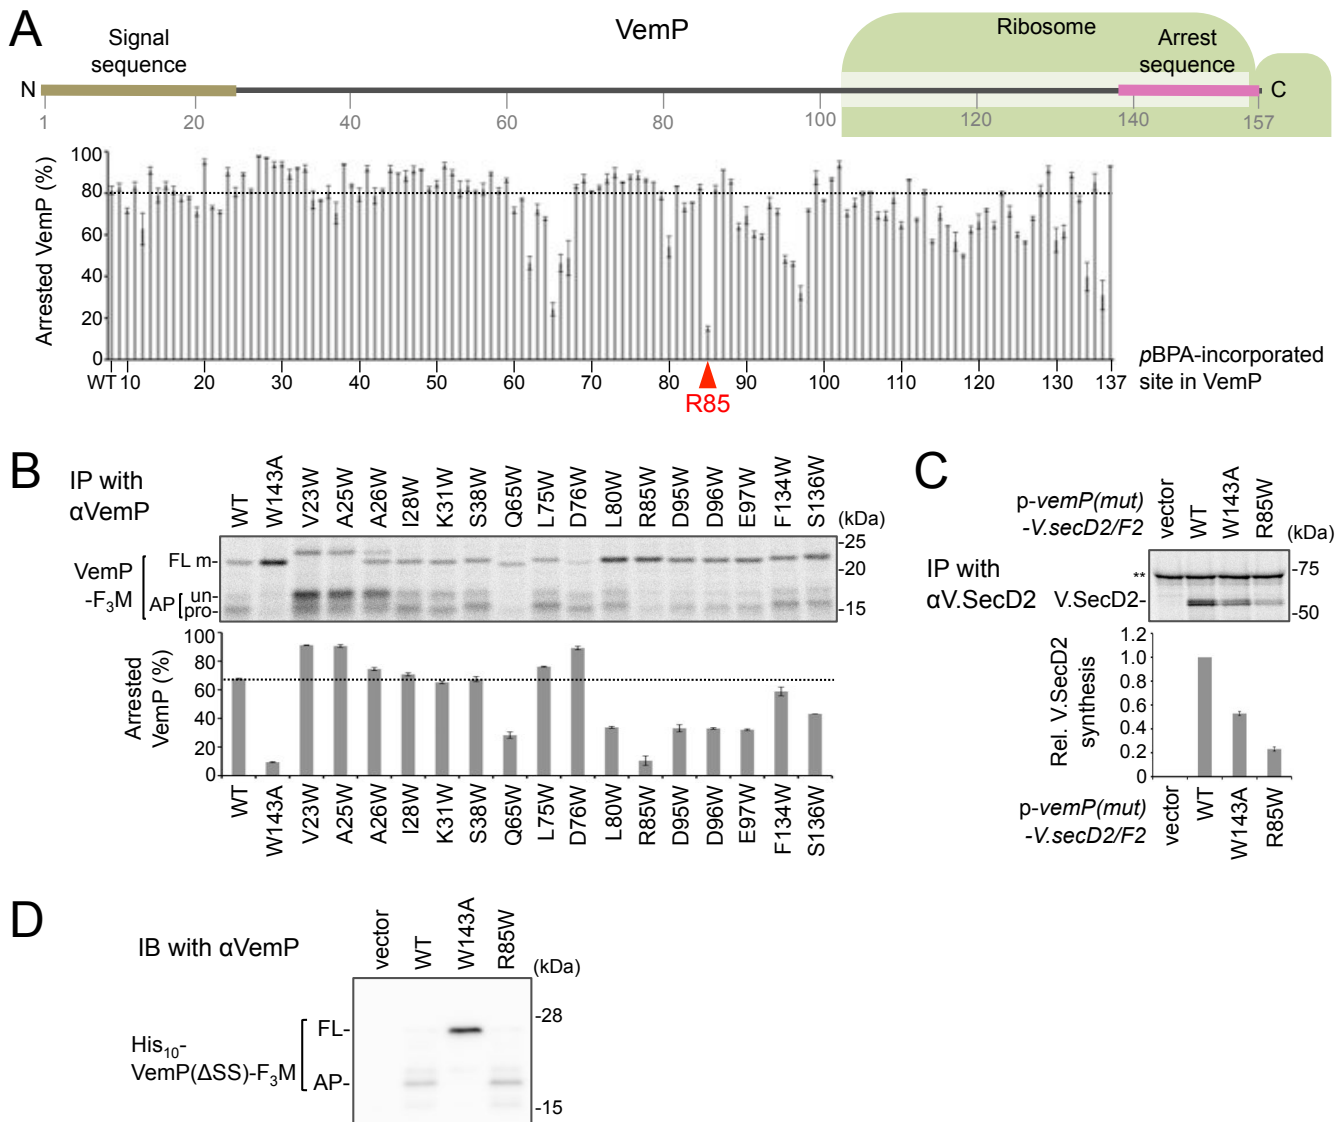 A
VemP
Signal
sequence
Ribosome
Arrest
sequence
N
C
1
20
40
60
80
100
120
140
157
Arrested VemP (%)
100
80
60
40
20
0
WT 10 20 30 40 50 60 70 80 90 100 110 120 130 137
R85
pBPA-incorporated
site in VemP
B
IP with
αVemP
WT W143A V23W A25W A26W I28W K31W S38W Q65W L75W D76W L80W R85W D95W D96W E97W F134W S136W
(kDa)
VemP
-F3M
FL m-
AP
un-
pro-
-25
-20
-15
Arrested
VemP (%)
100
80
60
40
20
0
WT W143A V23W A25W A26W I28W K31W S38W Q65W L75W D76W L80W R85W D95W D96W E97W F134W S136W
C
p-vemP(mut)
-V.secD2/F2
vector WT W143A R85W
(kDa)
IP with
αV.SecD2
**
V.SecD2-
-75
-50
Rel. V.SecD2
synthesis
1.2
1.0
0.8
0.6
0.4
0.2
0
p-vemP(mut)
-V.secD2/F2
vector WT W143A R85W
D
IB with αVemP
vector WT W143A R85W
(kDa)
His10-
VemP(ΔSS)-F3M
FL-
AP-
-28
-15